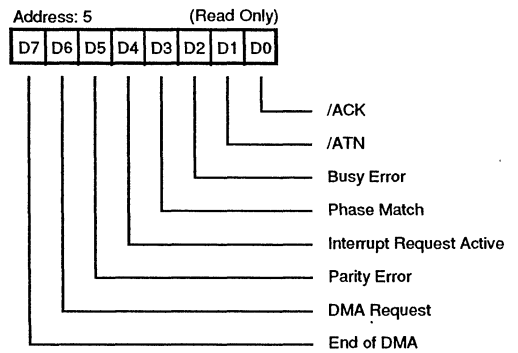 Address: 5 (Read Only)
D7 D6 D5 D4 D3 D2 D1 D0
/ACK
/ATN
Busy Error
Phase Match
Interrupt Request Active
Parity Error
DMA Request
End of DMA